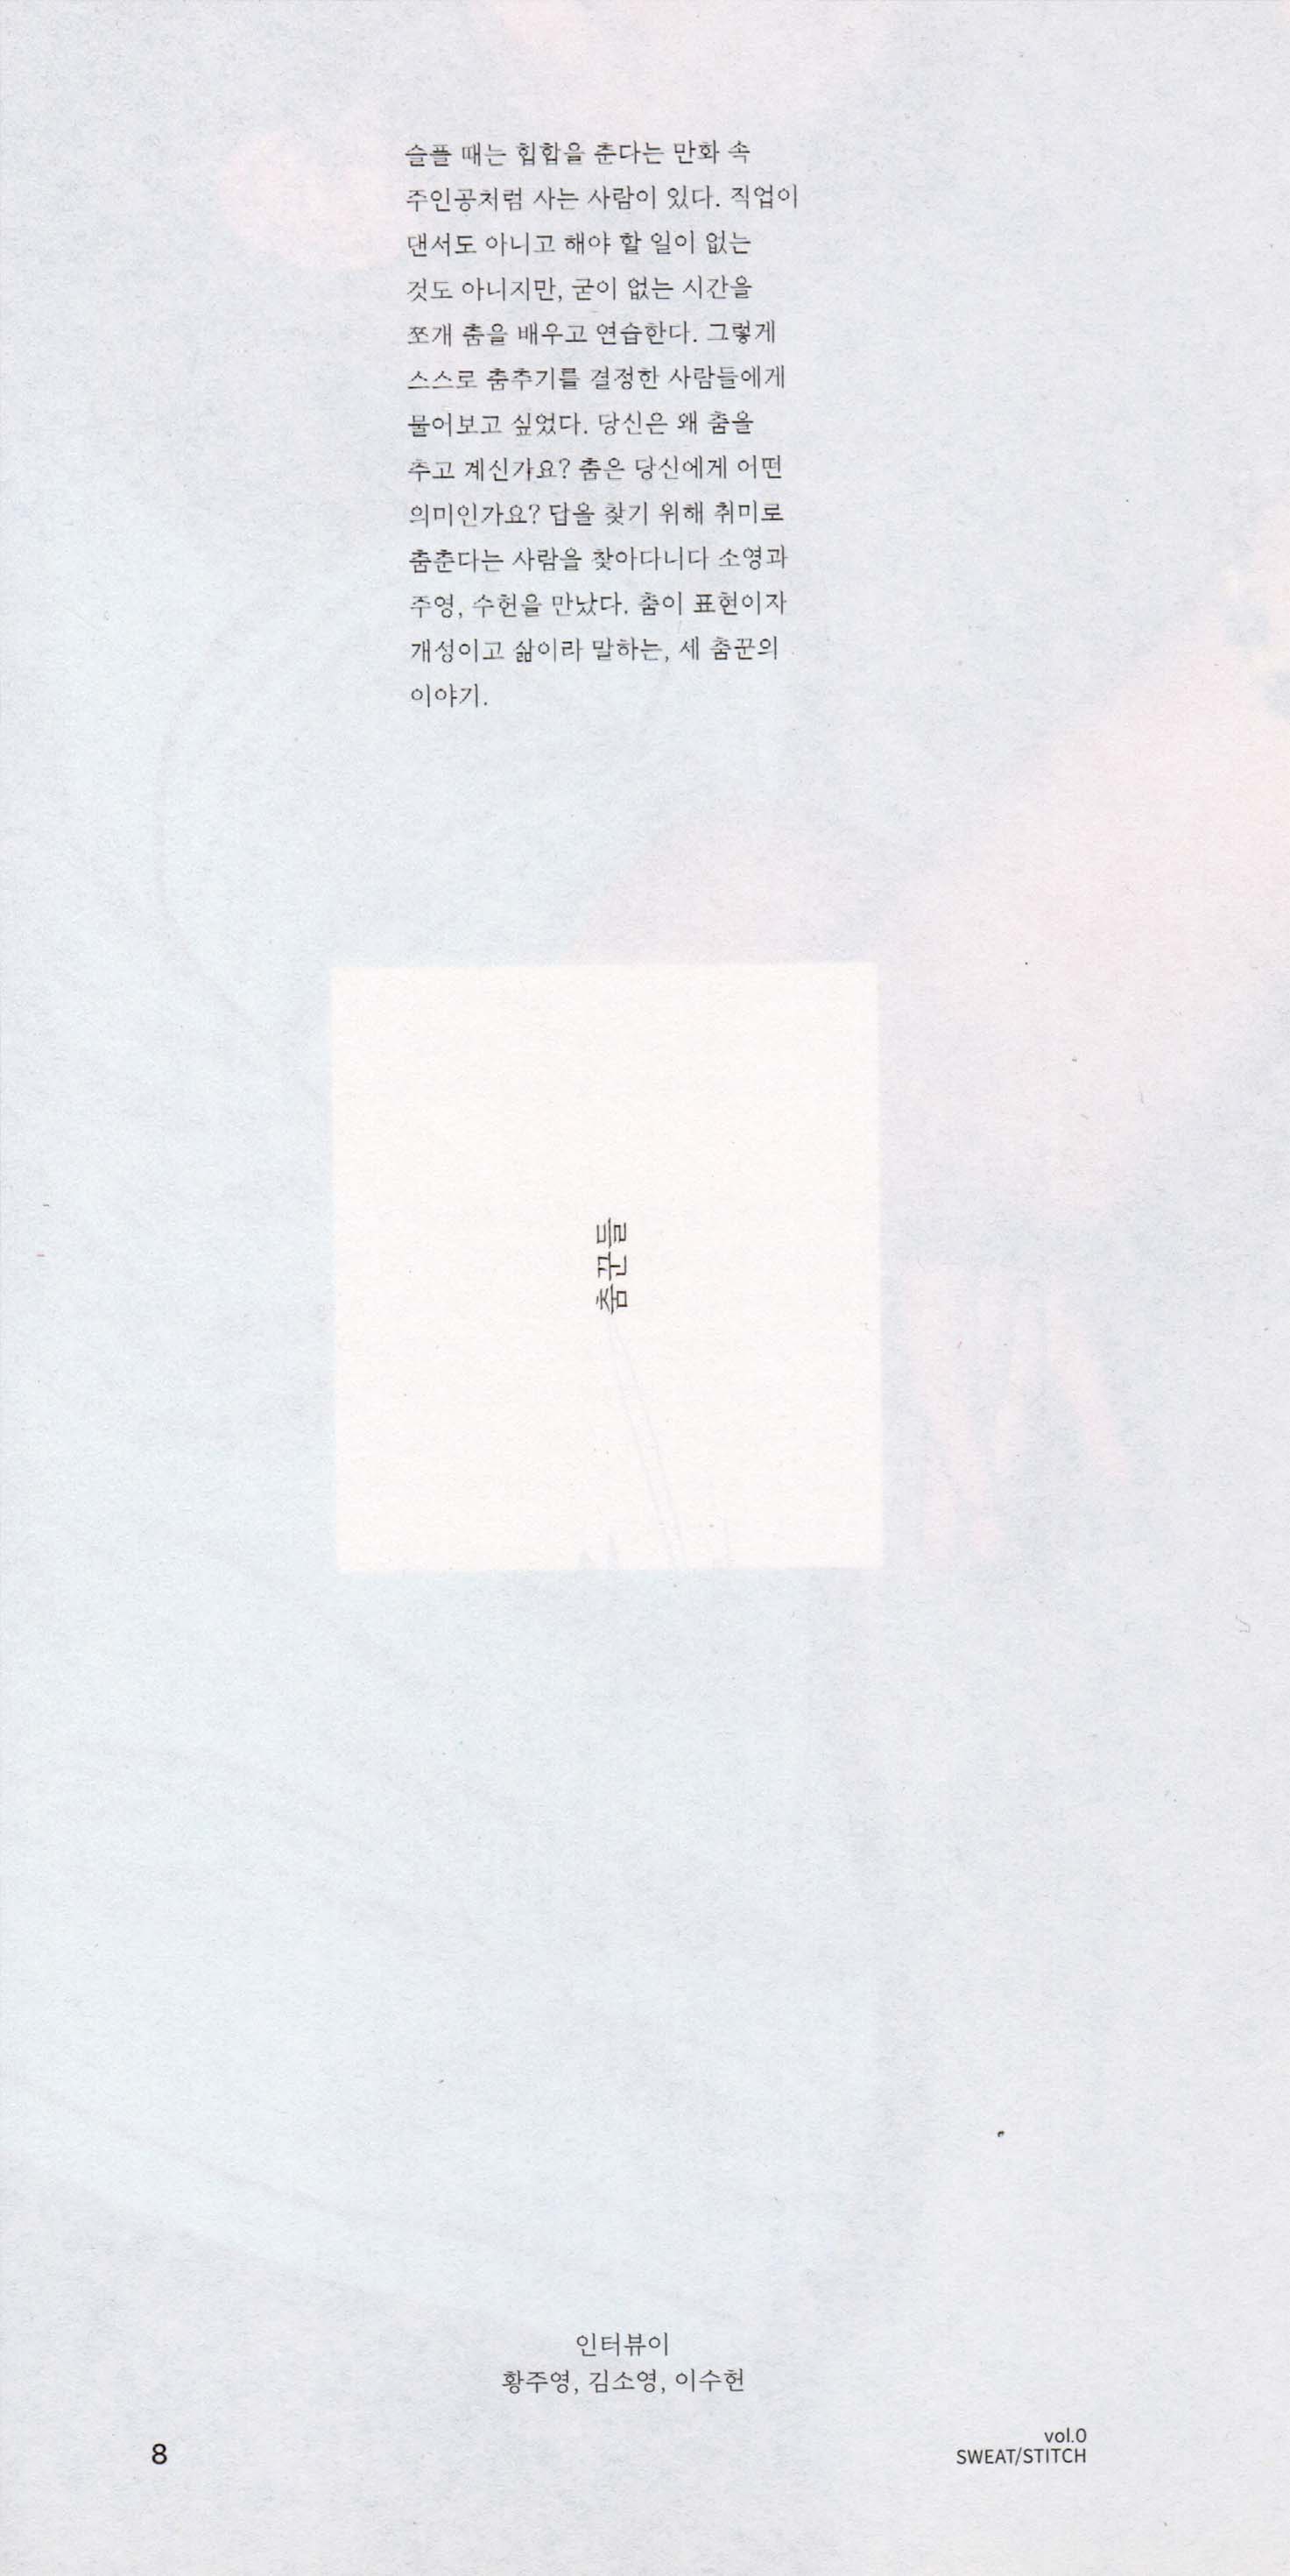 슬플 때는 힙합을 춘다는 만화 속
주인공처럼 사는 사람이 있다. 직업이
댄서도 아니고 해야 할 일이 없는
것도 아니지만, 굳이 없는 시간을
쪼개 춤을 배우고 연습한다. 그렇게
스스로 춤추기를 결정한 사람들에게
물어보고 싶었다. 당신은 왜 춤을
추고 계신가요? 춤은 당신에게 어떤
의미인가요? 답을 찾기 위해 취미로
춤춘다는 사람을 찾아다니다 소영과
주영, 수헌을 만났다. 춤이 표현이자
개성이고 삶이라 말하는, 세 춤꾼의
이야기.
춤꾼들
인터뷰이
황주영, 김소영, 이수헌
8
vol.0
SWEAT/STITCH